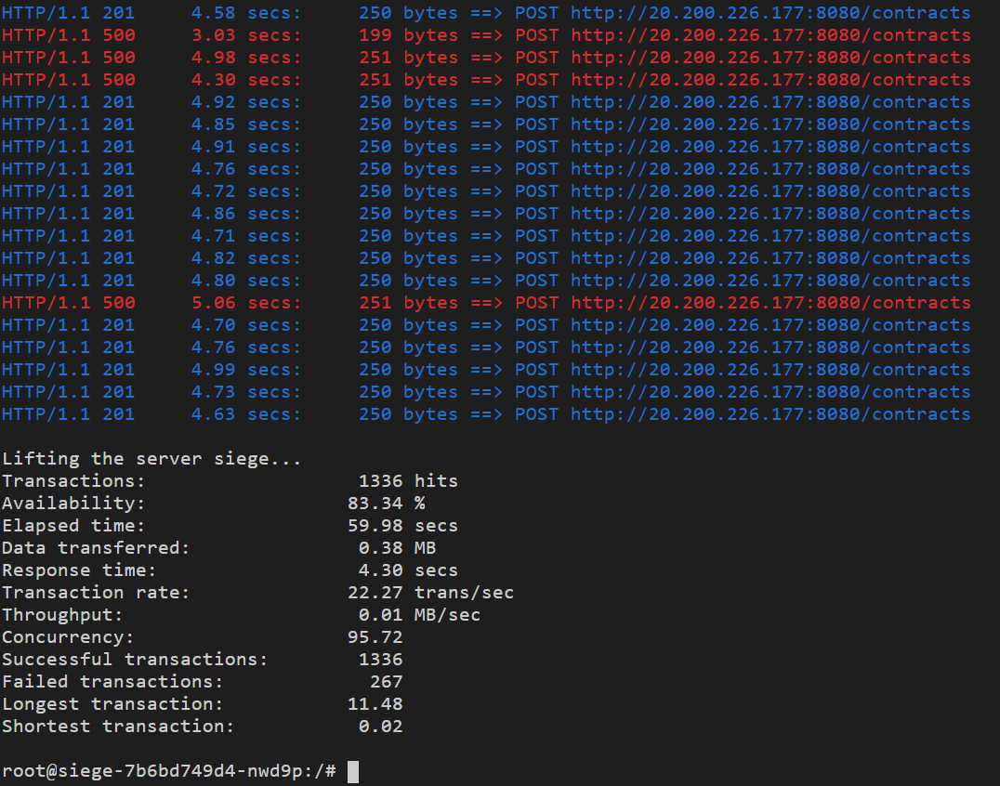 HTTP/1.1 201     4.58 secs:     250 bytes ==> POST http://20.200.226.177:8080/contracts
HTTP/1.1 500     3.03 secs:     199 bytes ==> POST http://20.200.226.177:8080/contracts
HTTP/1.1 500     4.98 secs:     251 bytes ==> POST http://20.200.226.177:8080/contracts
HTTP/1.1 500     4.30 secs:     251 bytes ==> POST http://20.200.226.177:8080/contracts
HTTP/1.1 201     4.92 secs:     250 bytes ==> POST http://20.200.226.177:8080/contracts
HTTP/1.1 201     4.85 secs:     250 bytes ==> POST http://20.200.226.177:8080/contracts
HTTP/1.1 201     4.91 secs:     250 bytes ==> POST http://20.200.226.177:8080/contracts
HTTP/1.1 201     4.76 secs:     250 bytes ==> POST http://20.200.226.177:8080/contracts
HTTP/1.1 201     4.72 secs:     250 bytes ==> POST http://20.200.226.177:8080/contracts
HTTP/1.1 201     4.86 secs:     250 bytes ==> POST http://20.200.226.177:8080/contracts
HTTP/1.1 201     4.71 secs:     250 bytes ==> POST http://20.200.226.177:8080/contracts
HTTP/1.1 201     4.82 secs:     250 bytes ==> POST http://20.200.226.177:8080/contracts
HTTP/1.1 201     4.80 secs:     250 bytes ==> POST http://20.200.226.177:8080/contracts
HTTP/1.1 500     5.06 secs:     251 bytes ==> POST http://20.200.226.177:8080/contracts
HTTP/1.1 201     4.70 secs:     250 bytes ==> POST http://20.200.226.177:8080/contracts
HTTP/1.1 201     4.76 secs:     250 bytes ==> POST http://20.200.226.177:8080/contracts
HTTP/1.1 201     4.99 secs:     250 bytes ==> POST http://20.200.226.177:8080/contracts
HTTP/1.1 201     4.73 secs:     250 bytes ==> POST http://20.200.226.177:8080/contracts
HTTP/1.1 201     4.63 secs:     250 bytes ==> POST http://20.200.226.177:8080/contracts
Lifting the server siege...
Transactions:                   1336 hits
Availability:                  83.34 %
Elapsed time:                  59.98 secs
Data transferred:               0.38 MB
Response time:                  4.30 secs
Transaction rate:              22.27 trans/sec
Throughput:                     0.01 MB/sec
Concurrency:                   95.72
Successful transactions:        1336
Failed transactions:             267
Longest transaction:           11.48
Shortest transaction:           0.02
root@siege-7b6bd749d4-nwd9p:/#